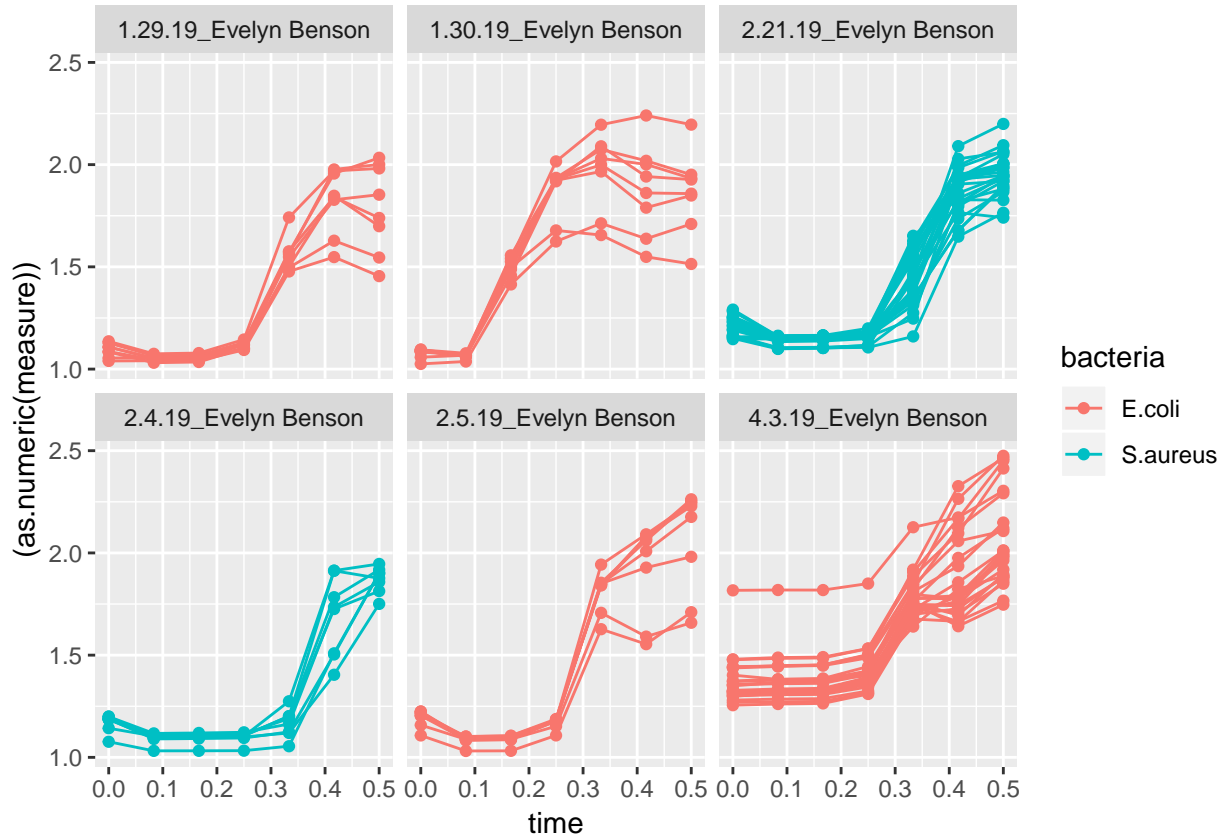 1.29.19_Evelyn Benson
1.30.19_Evelyn Benson
2.21.19_Evelyn Benson
2.5
2.0
1.5
1.0
2.4.19_Evelyn Benson
2.5.19_Evelyn Benson
4.3.19_Evelyn Benson
2.5
2.0
1.5
1.0
0.0 0.1 0.2 0.3 0.4 0.5
0.0 0.1 0.2 0.3 0.4 0.5
0.0 0.1 0.2 0.3 0.4 0.5
time
(as.numeric(measure))
bacteria
E.coli
S.aureus